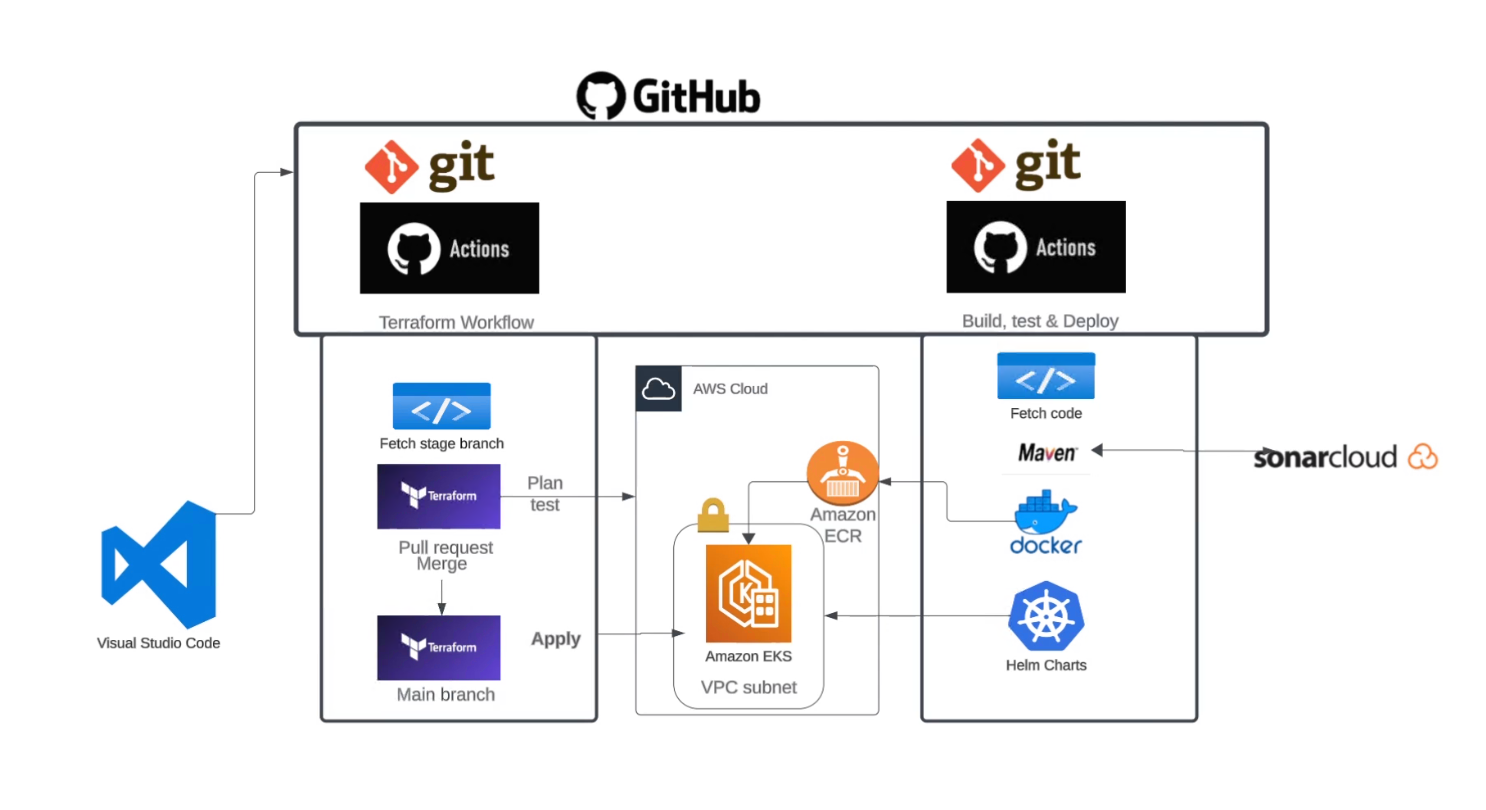 GitHub
git
Actions
Terraform Workflow
git
Actions
Build, test & Deploy
Fetch stage branch
Terraform
Pull request
Merge
Terraform
Main branch
Plan
test
Apply
AWS Cloud
Amazon
ECR
K
Amazon EKS
VPC subnet
</>
Fetch code
Maven
docker
Helm Charts
sonarcloud
Visual Studio Code
</>